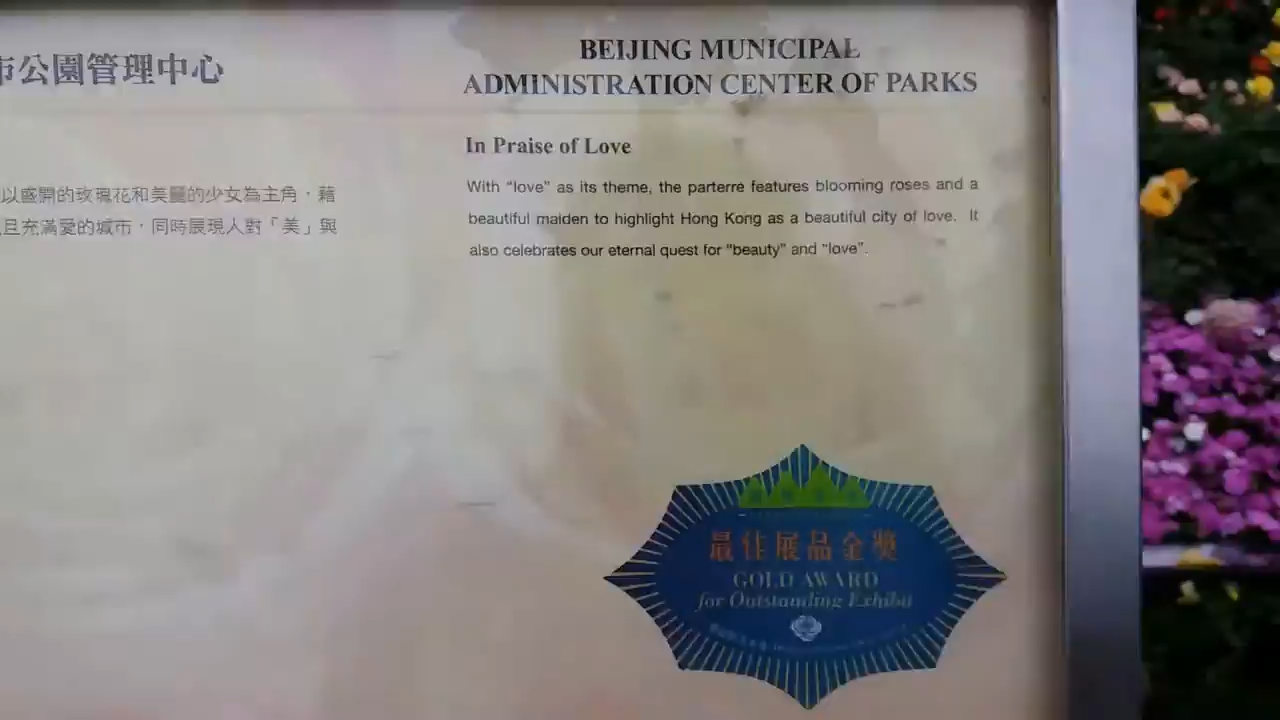 市公園管理中心
BEIJING MUNICIPAL
ADMINISTRATION CENTER OF PARKS
In Praise of Love
以盛開的玫瑰花和美麗的少女為主角，藉
且充滿愛的城市，同時展現人對「美」與
With “love” as its theme, the parterre features blooming roses and a
beautiful maiden to highlight Hong Kong as a beautiful city of love. It
also celebrates our eternal quest for “beauty” and “love”.
最佳展品金獎
GOLD AWARD
for Outstanding Exhibit